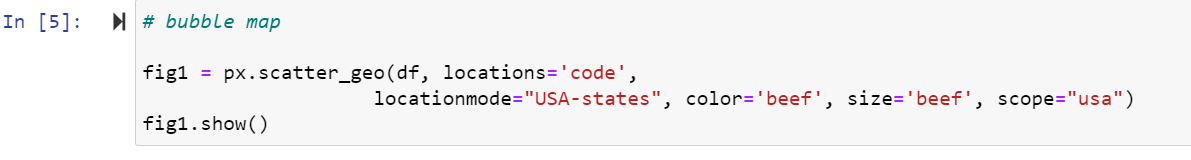 In [5]:
# bubble map
fig1 = px.scatter_geo(df, locations='code',
locationmode="USA-states", color='beef', size='beef', scope="usa")
fig1.show()